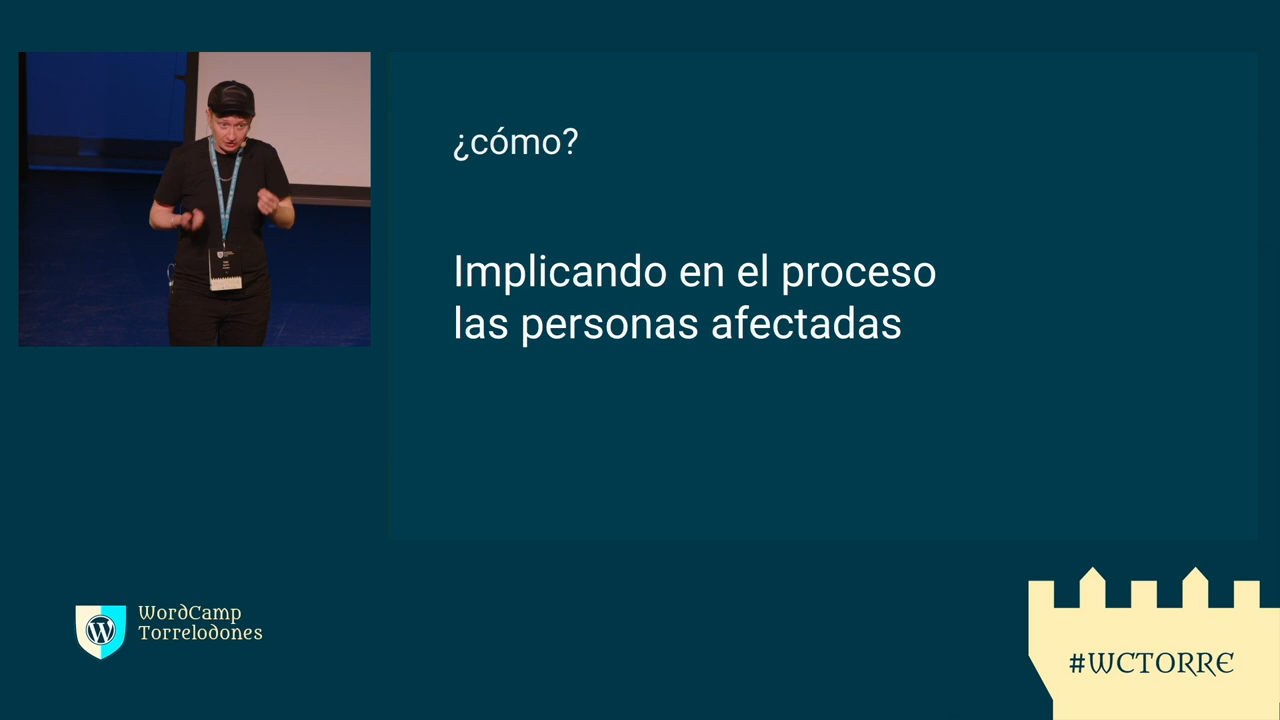 ¿cómo?
Implicando en el proceso
las personas afectadas
WordCamp
Torrelodones
#WCTORRE